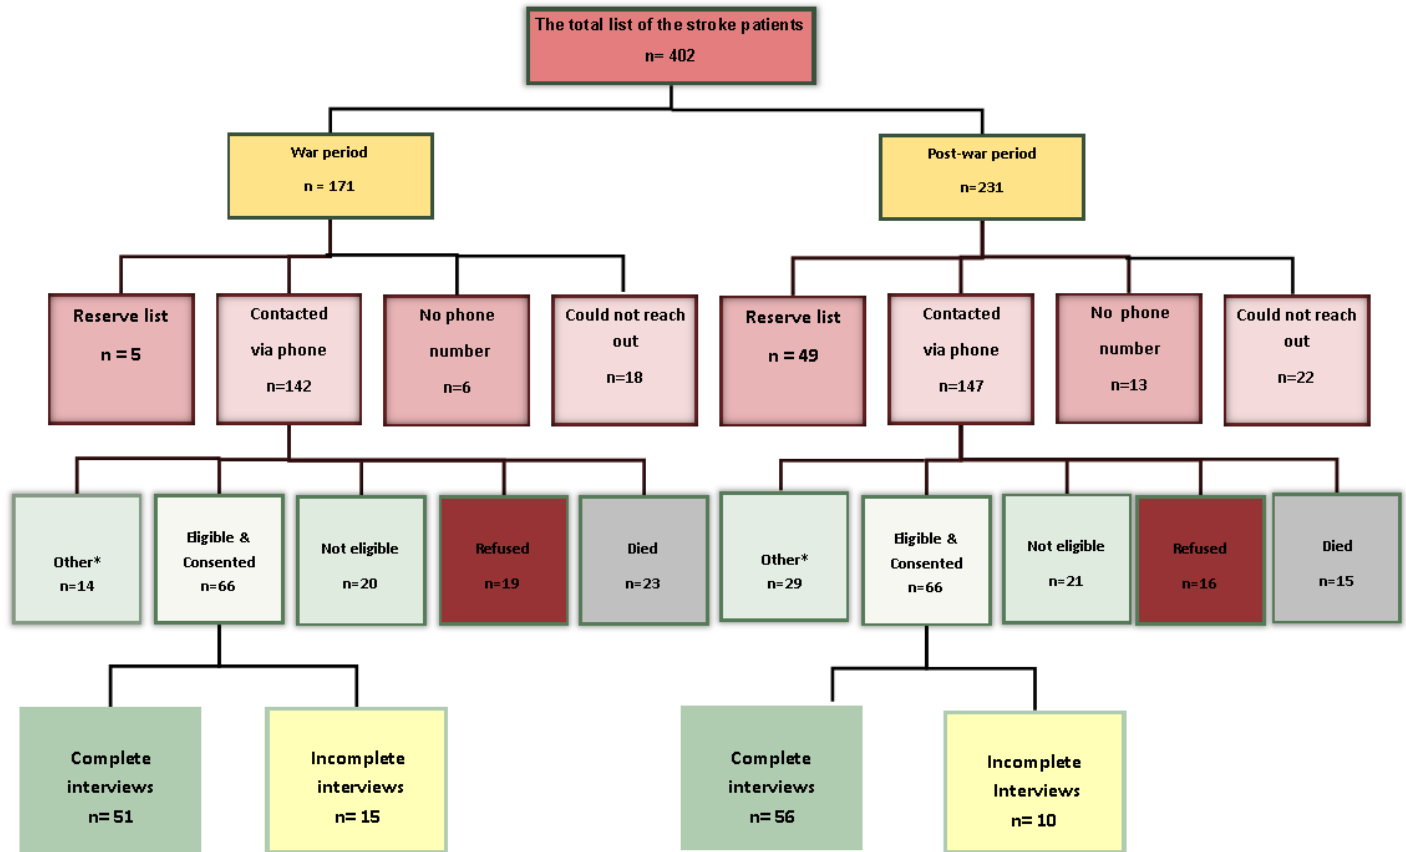 The total list of the stroke patients
n= 402
War period
n = 171
Post-war period
n=231
Reserve list
n = 5
Contacted
via phone
n=142
No phone
number
n=6
Could not reach
out
n=18
Reserve list
n = 49
Contacted
via phone
n=147
No phone
number
n=13
Could not reach
out
n=22
Other*
n=14
Eligible &
Consented
n=66
Not eligible
n=20
Refused
n=19
Died
n=23
Other*
n=29
Eligible &
Consented
n=66
Not eligible
n=21
Refused
n=16
Died
n=15
Complete
interviews
n= 51
Incomplete
interviews
n= 15
Complete
interviews
n= 56
Incomplete
Interviews
n= 10